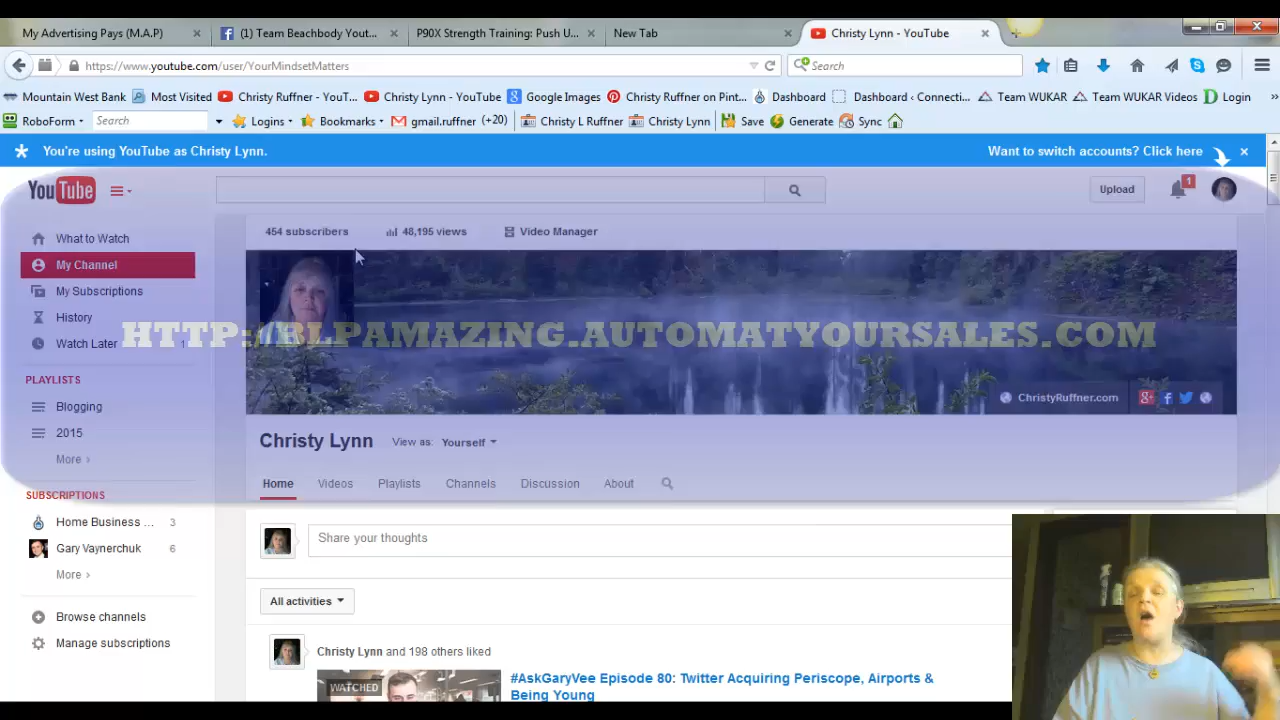 My Advertising Pays (M.A.P)
(1) Team Beachbody Yout...
P90X Strength Training: Push U...
New Tab
Christy Lynn - YouTube
https://www.youtube.com/user/YourMindsetMatters
Search
Mountain West Bank
Most Visited
Christy Ruffner - YouT...
Christy Lynn - YouTube
Google Images
Christy Ruffner on Pint...
Dashboard
Dashboard ‹ Connecti...
Team WUKAR
Team WUKAR Videos
Login
RoboForm
Search
Logins
Bookmarks
gmail.ruffner (+20)
Christy L Ruffner
Christy Lynn
Save
Generate
Sync
You're using YouTube as Christy Lynn.
Want to switch accounts? Click here
YouTube
Upload
1
454 subscribers
48,195 views
Video Manager
What to Watch
My Channel
My Subscriptions
History
Watch Later 1
HTTP://BLPAMAZING.AUTOMATYOURSALES.COM
PLAYLISTS
Blogging
2015
More ›
ChristyRuffner.com
Christy Lynn
View as: Yourself
Home
Videos
Playlists
Channels
Discussion
About
SUBSCRIPTIONS
Home Business ... 3
Gary Vaynerchuk 6
More ›
Browse channels
Manage subscriptions
Share your thoughts
All activities
Christy Lynn and 198 others liked
WATCHED
#AskGaryVee Episode 80: Twitter Acquiring Periscope, Airports &
Being Young